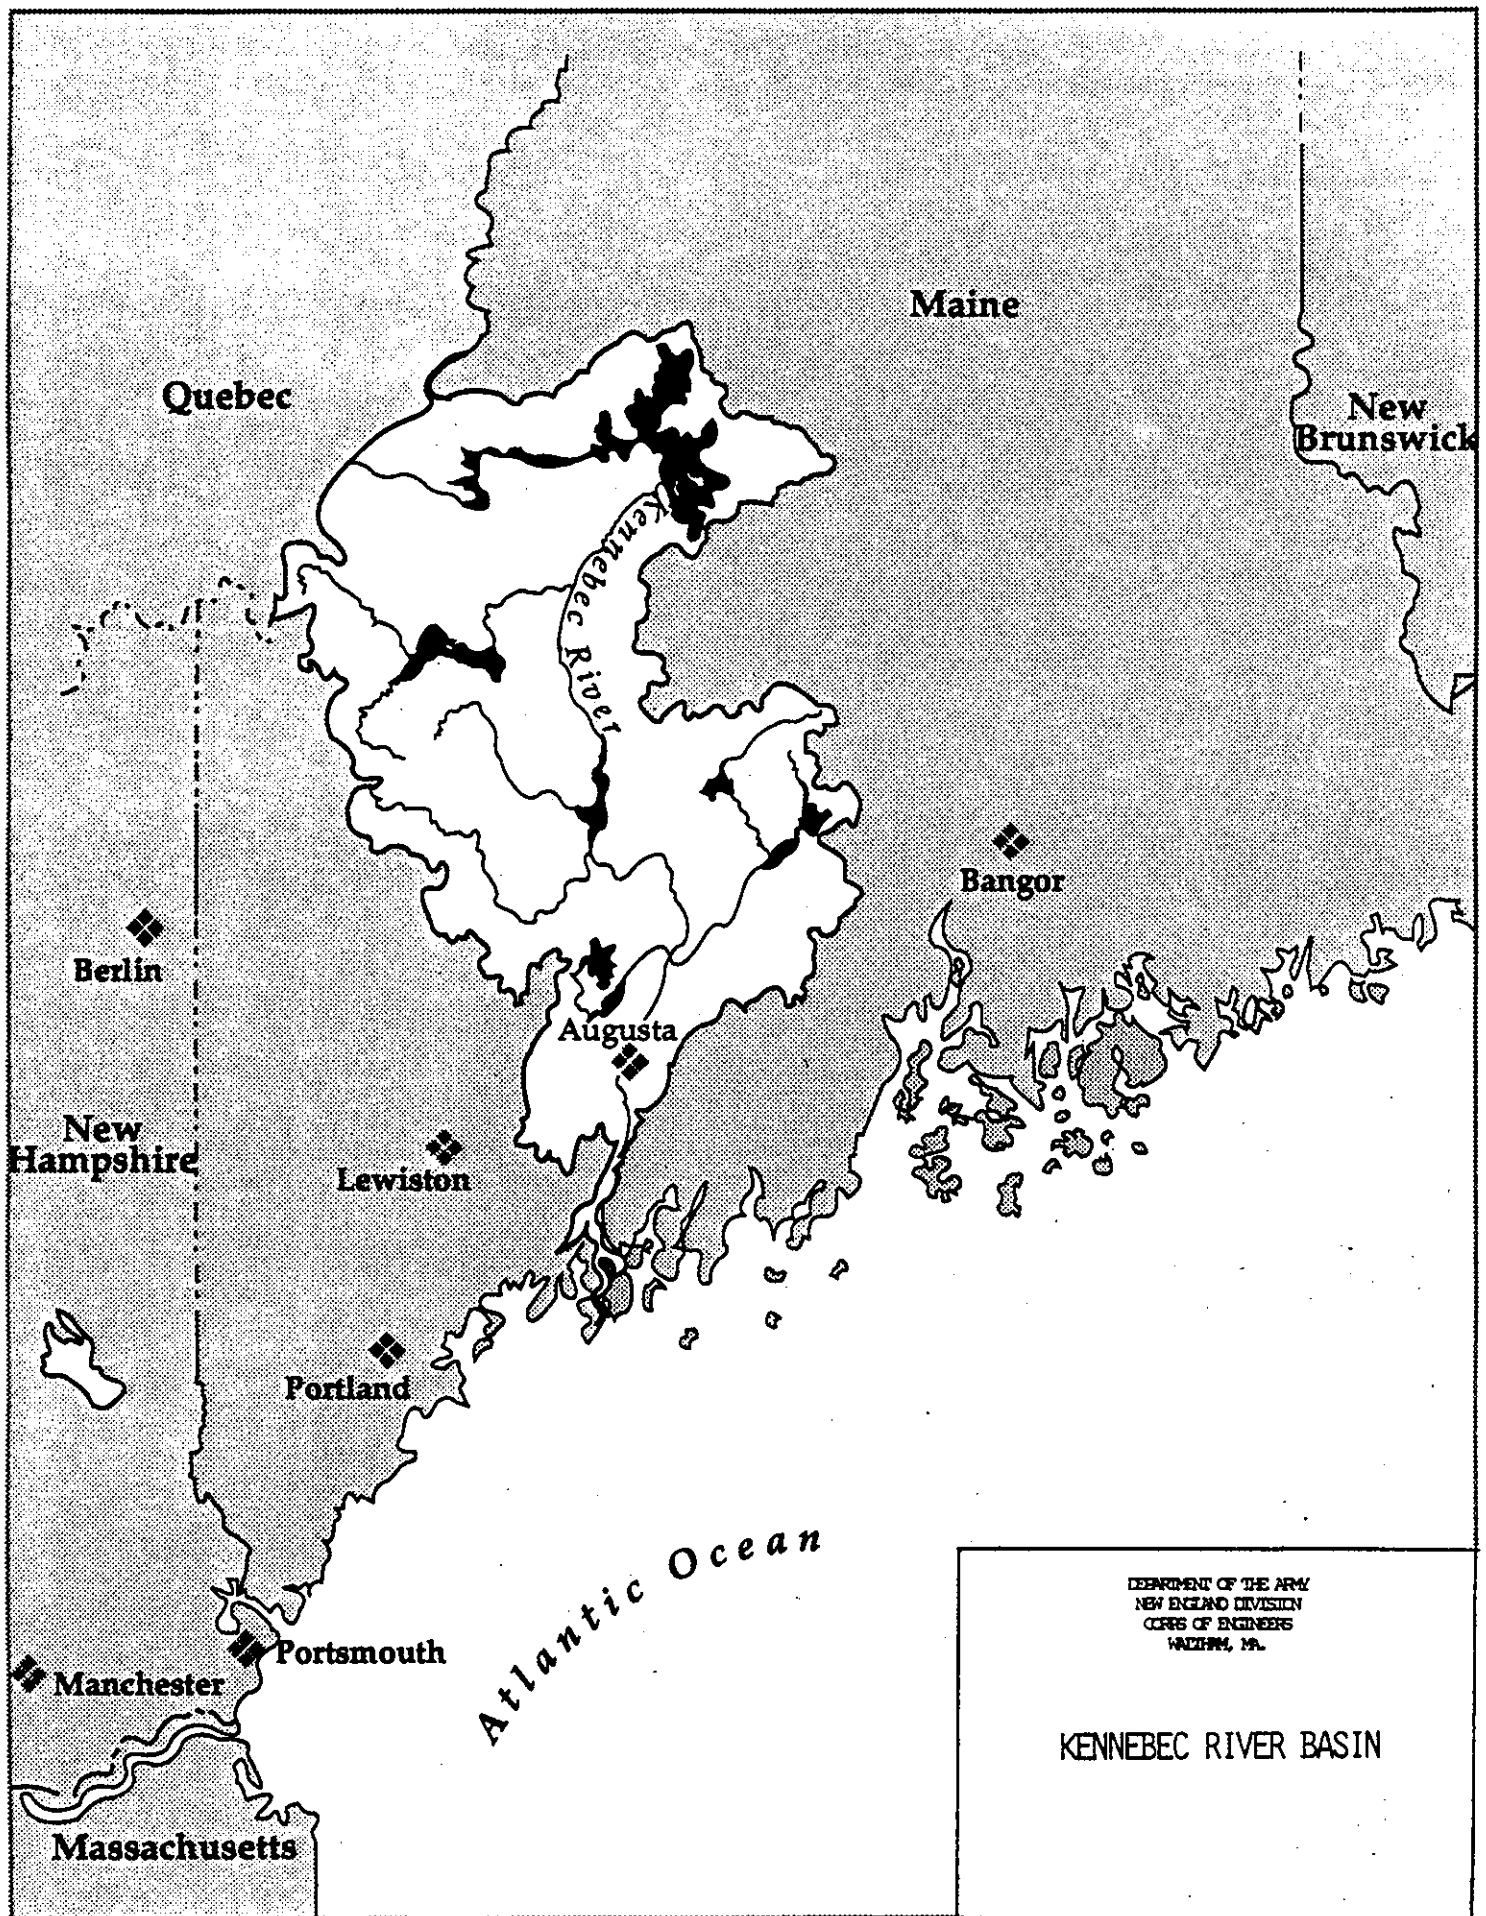 Maine
Quebec
New
Brunswick
Kennebec River
Bangor
Berlin
Augusta
New
Hampshire
Lewiston
Portland
Atlantic Ocean
Portsmouth
Manchester
Massachusetts
DEPARTMENT OF THE ARMY
NEW ENGLAND DIVISION
CORPS OF ENGINEERS
WALTHAM, MA.
KENNEBEC RIVER BASIN